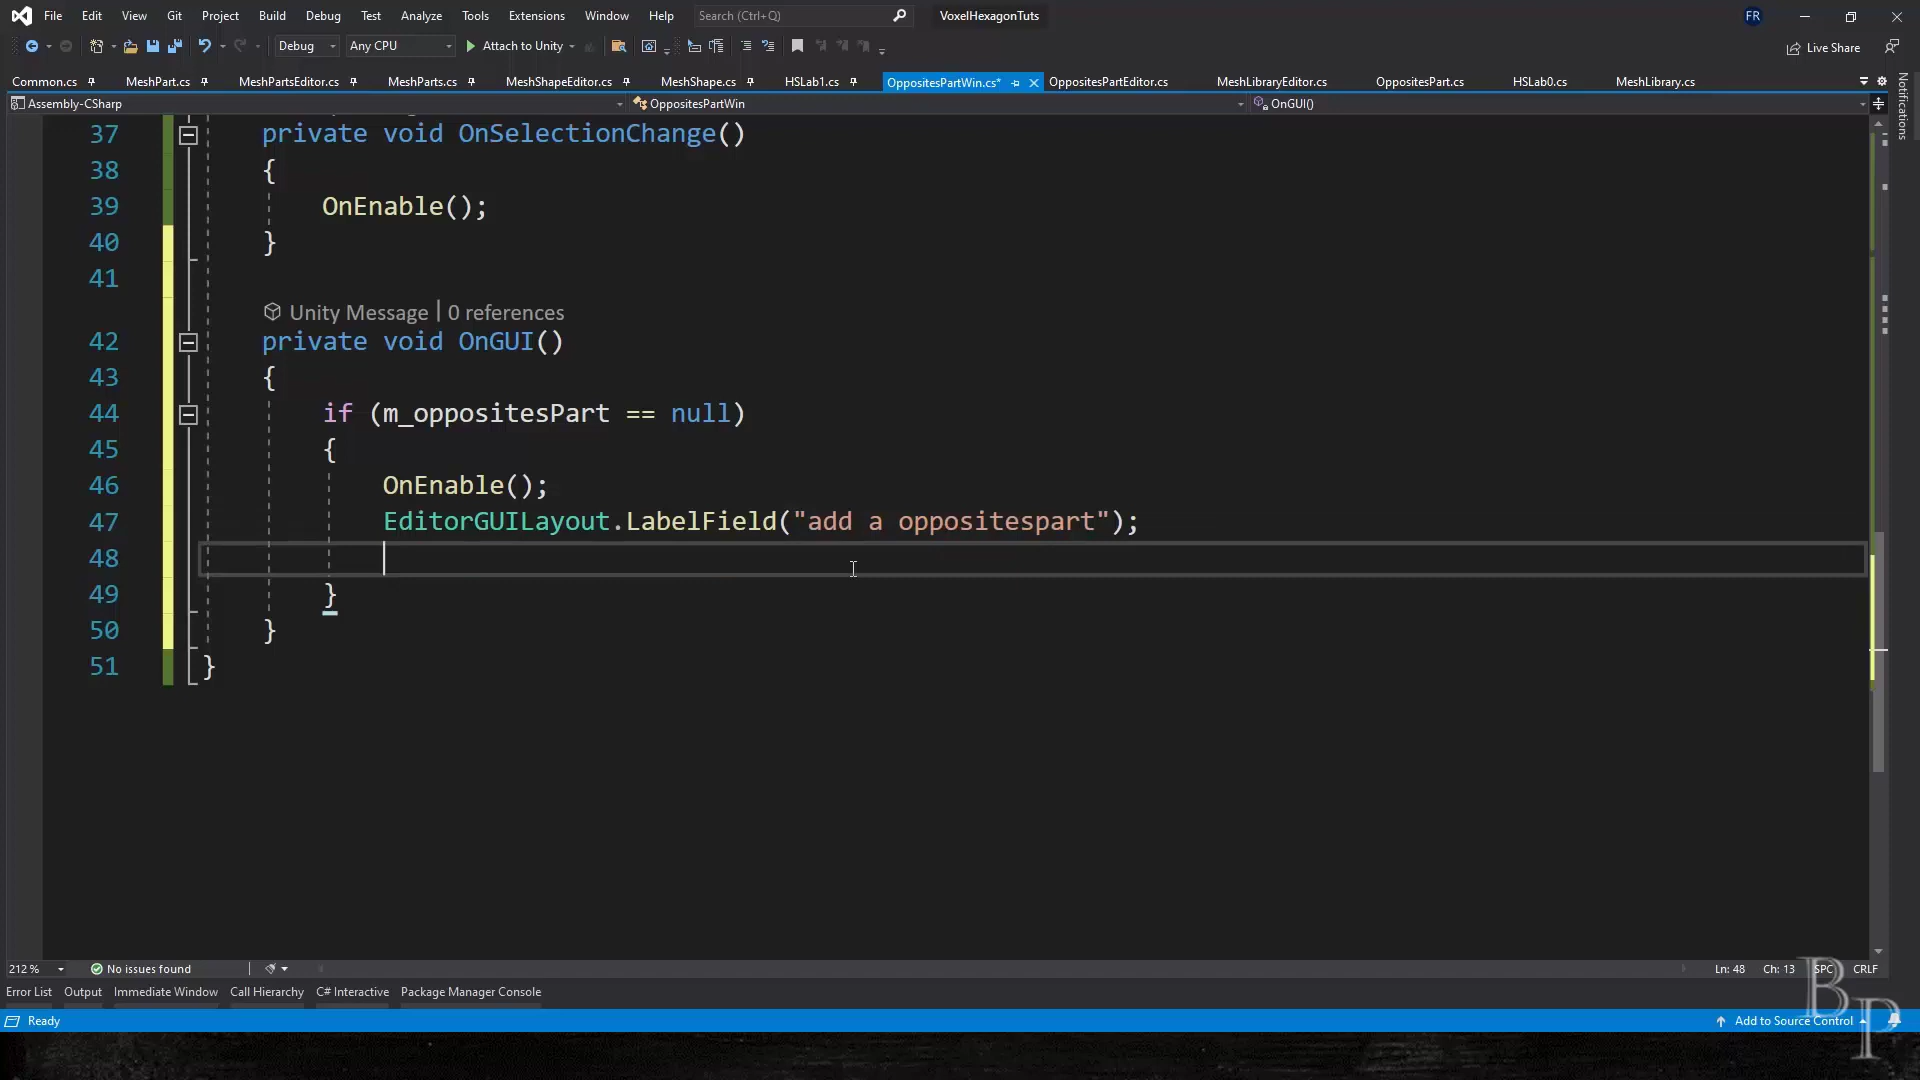 File Edit View Git Project Build Debug Test Analyze Tools Extensions Window Help Search (Ctrl+Q) VoxelHexagonTuts FR
Debug Any CPU Attach to Unity Live Share
Common.cs MeshPart.cs MeshPartsEditor.cs MeshParts.cs MeshShapeEditor.cs MeshShape.cs HSLab1.cs OppositesPartWin.cs* OppositesPartEditor.cs MeshLibraryEditor.cs OppositesPart.cs HSLab0.cs MeshLibrary.cs
Assembly-CSharp OppositesPartWin OnGUI()
Notifications
37 private void OnSelectionChange()
38 {
39 OnEnable();
40 }
41
Unity Message | 0 references
42 private void OnGUI()
43 {
44 if (m_oppositesPart == null)
45 {
46 OnEnable();
47 EditorGUILayout.LabelField("add a oppositespart");
48
49 }
50 }
51 }
212 % No issues found Ln: 48 Ch: 13 SPC CRLF
Error List Output Immediate Window Call Hierarchy C# Interactive Package Manager Console
Ready Add to Source Control
BP